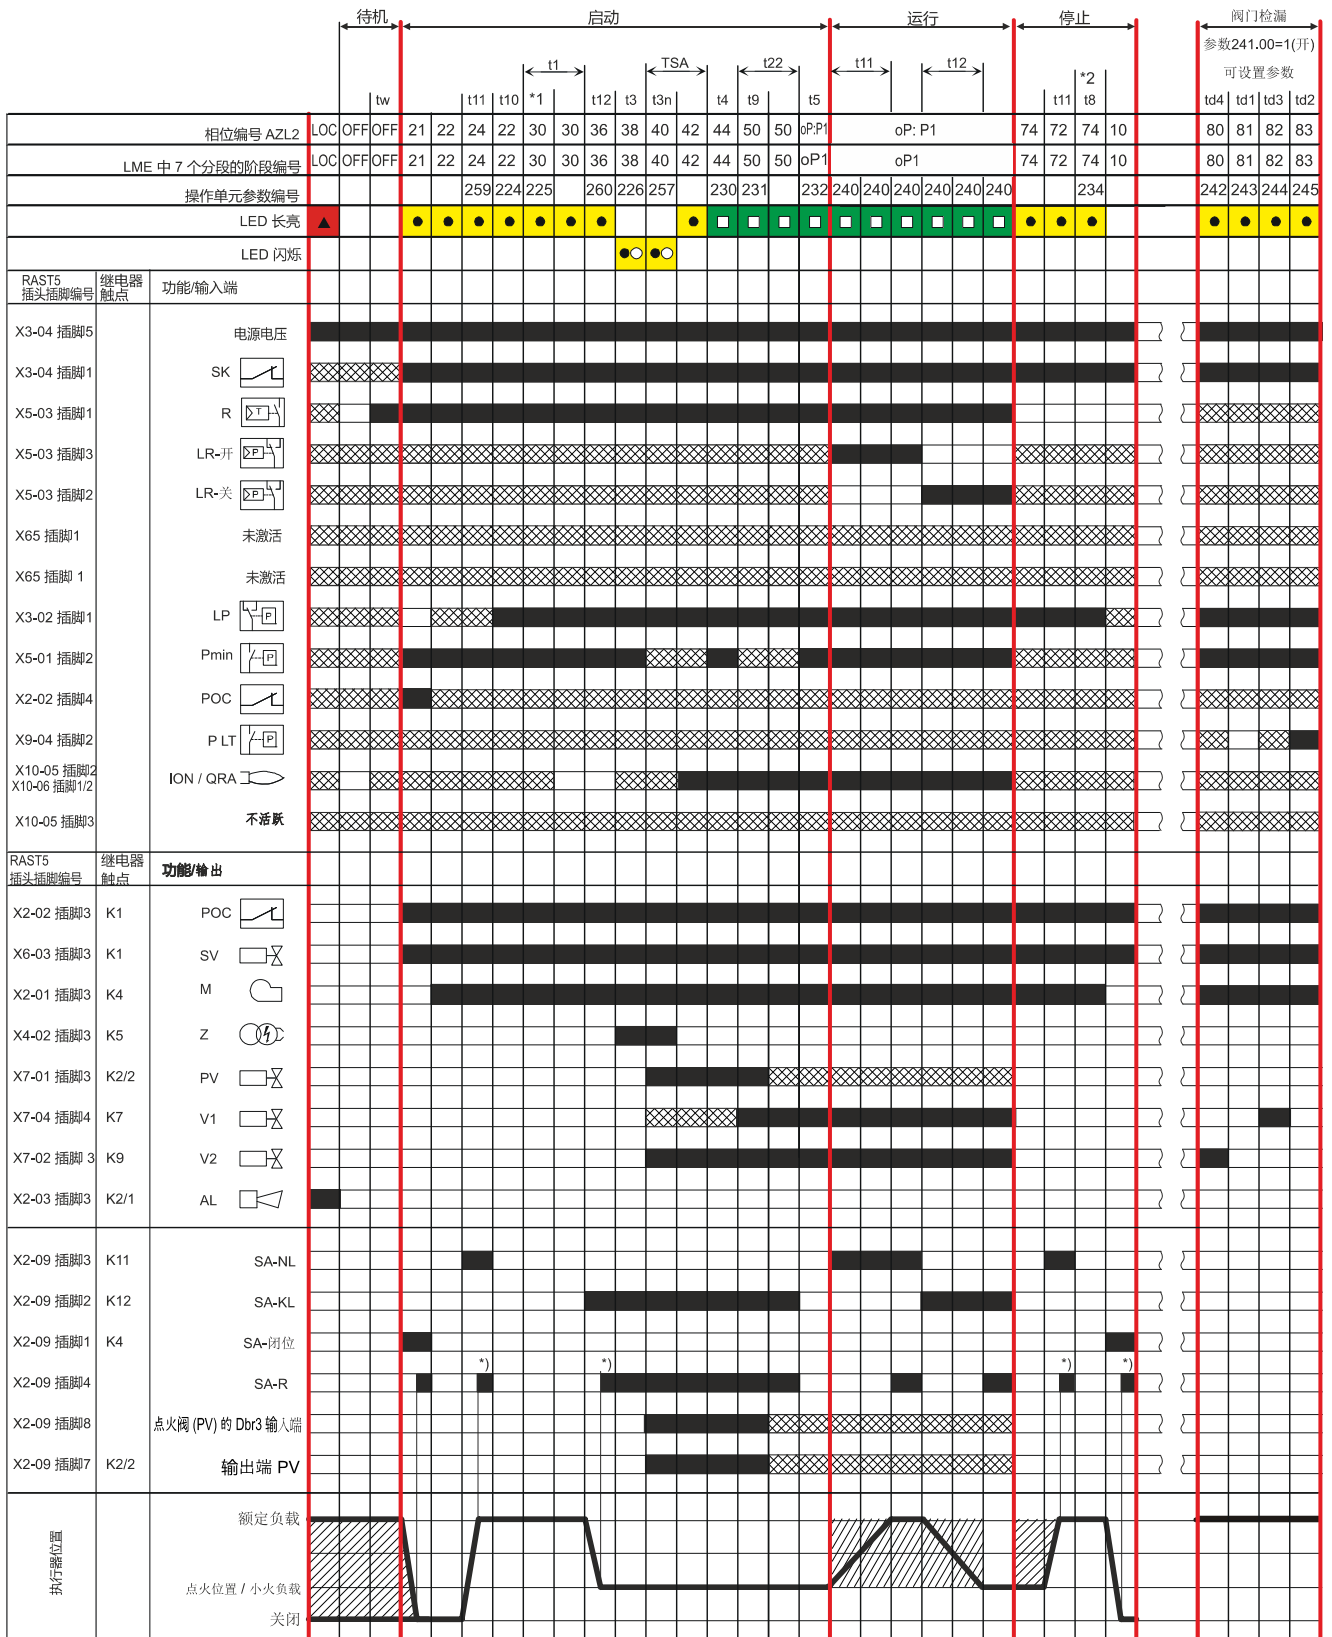 待机 启动 运行 停止 阀门检漏
参数241.00=1(开)
t1 TSA t22 t11 t12 可设置参数
*2
tw t11 t10 *1 t12 t3 t3n t4 t9 t5 t11 t8 td4 td1 td3 td2
相位编号 AZL2 LOC OFF OFF 21 22 24 22 30 30 36 38 40 42 44 50 50 oP:P1 oP: P1 74 72 74 10 80 81 82 83
LME 中 7 个分段的阶段编号 LOC OFF OFF 21 22 24 22 30 30 36 38 40 42 44 50 50 oP1 oP1 74 72 74 10 80 81 82 83
操作单元参数编号 259 224 225 260 226 257 230 231 232 240 240 240 240 240 240 234 242 243 244 245
LED 长亮
LED 闪烁
RAST5 继电器 功能/输入端
插头插脚编号 触点
X3-04 插脚5 电源电压
X3-04 插脚1 SK
X5-03 插脚1 R T
X5-03 插脚3 LR-开 P
X5-03 插脚2 LR-关 P
X65 插脚1 未激活
X65 插脚 1 未激活
X3-02 插脚1 LP P
X5-01 插脚2 Pmin P
X2-02 插脚4 POC
X9-04 插脚2 P LT P
X10-05 插脚2 ION / QRA
X10-06 插脚1/2
X10-05 插脚3 不活跃
RAST5 继电器 功能/输出
插头插脚编号 触点
X2-02 插脚3 K1 POC
X6-03 插脚3 K1 SV
X2-01 插脚3 K4 M
X4-02 插脚3 K5 Z
X7-01 插脚3 K2/2 PV
X7-04 插脚4 K7 V1
X7-02 插脚 3 K9 V2
X2-03 插脚3 K2/1 AL
X2-09 插脚3 K11 SA-NL
X2-09 插脚2 K12 SA-KL
X2-09 插脚1 K4 SA-闭位
*) *) *) *)
X2-09 插脚4 SA-R
X2-09 插脚8 点火阀 (PV) 的 Dbr3 输入端
X2-09 插脚7 K2/2 输出端 PV
执行器位置
额定负载
点火位置 / 小火负载
关闭